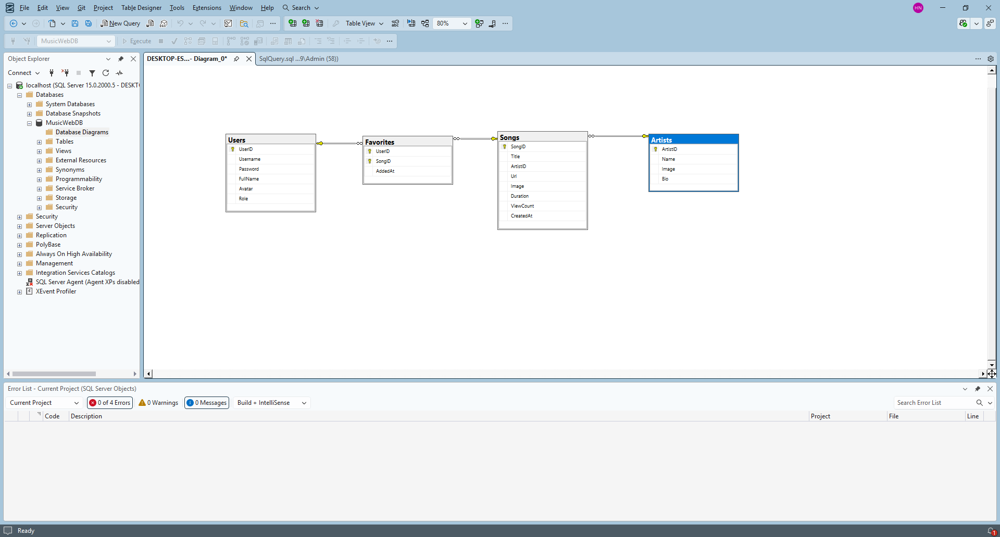 File Edit View Git Project Table Designer Tools Extensions Window Help Search HN
New Query DAX Table View abc 80%
MusicWebDB Execute
Object Explorer
Connect
localhost (SQL Server 15.0.2000.5 - DESKT
Databases
System Databases
Database Snapshots
MusicWebDB
Database Diagrams
Tables
Views
External Resources
Synonyms
Programmability
Service Broker
Storage
Security
Security
Server Objects
Replication
PolyBase
Always On High Availability
Management
Integration Services Catalogs
SQL Server Agent (Agent XPs disabled
XEvent Profiler
DESKTOP-ES...- Diagram_0* SqlQuery.sql ...9\Admin (58))
Users
UserID
Username
Password
FullName
Avatar
Role
Favorites
UserID
SongID
AddedAt
Songs
SongID
Title
ArtistID
Url
Image
Duration
ViewCount
CreatedAt
Artists
ArtistID
Name
Image
Bio
Error List - Current Project (SQL Server Objects)
Current Project 0 of 4 Errors 0 Warnings 0 Messages Build + IntelliSense Search Error List
Code Description Project File Line
Ready 1